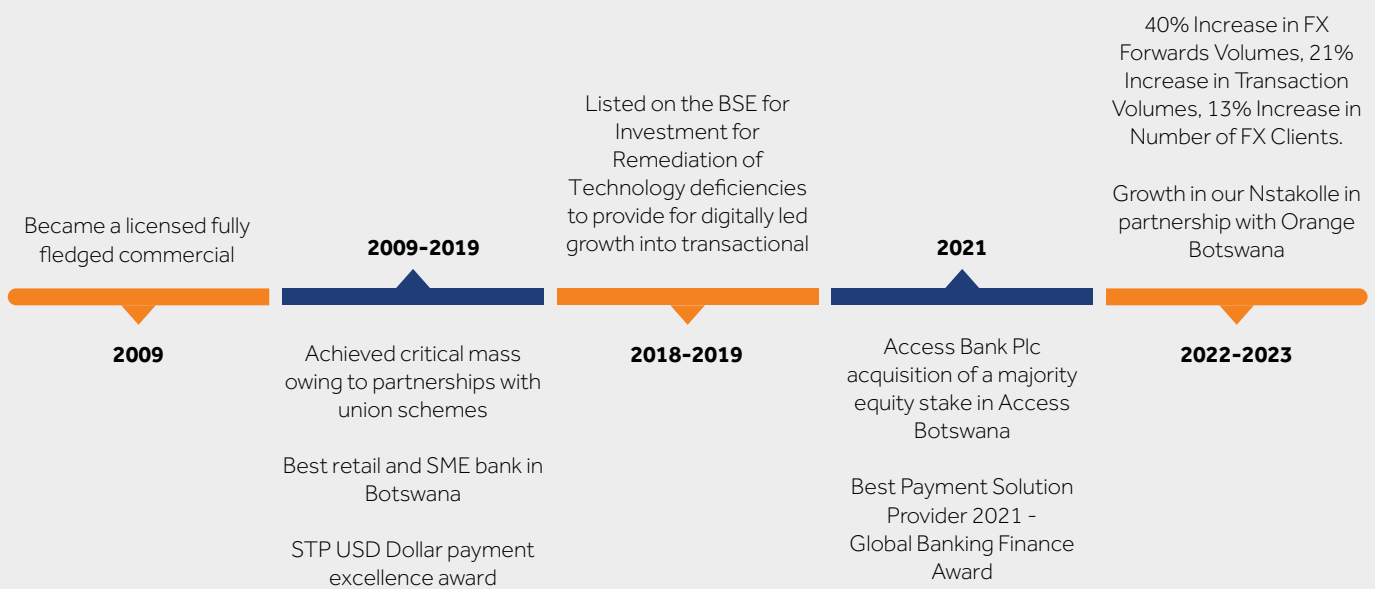 Became a licensed fully
fledged commercial
2009
2009-2019
Achieved critical mass
owing to partnerships with
union schemes
Best retail and SME bank in
Botswana
STP USD Dollar payment
excellence award
Listed on the BSE for
Investment for
Remediation of
Technology deficiencies
to provide for digitally led
growth into transactional
2018-2019
2021
Access Bank Plc
acquisition of a majority
equity stake in Access
Botswana
Best Payment Solution
Provider 2021 -
Global Banking Finance
Award
40% Increase in FX
Forwards Volumes, 21%
Increase in Transaction
Volumes, 13% Increase in
Number of FX Clients.
Growth in our Nstakolle in
partnership with Orange
Botswana
2022-2023